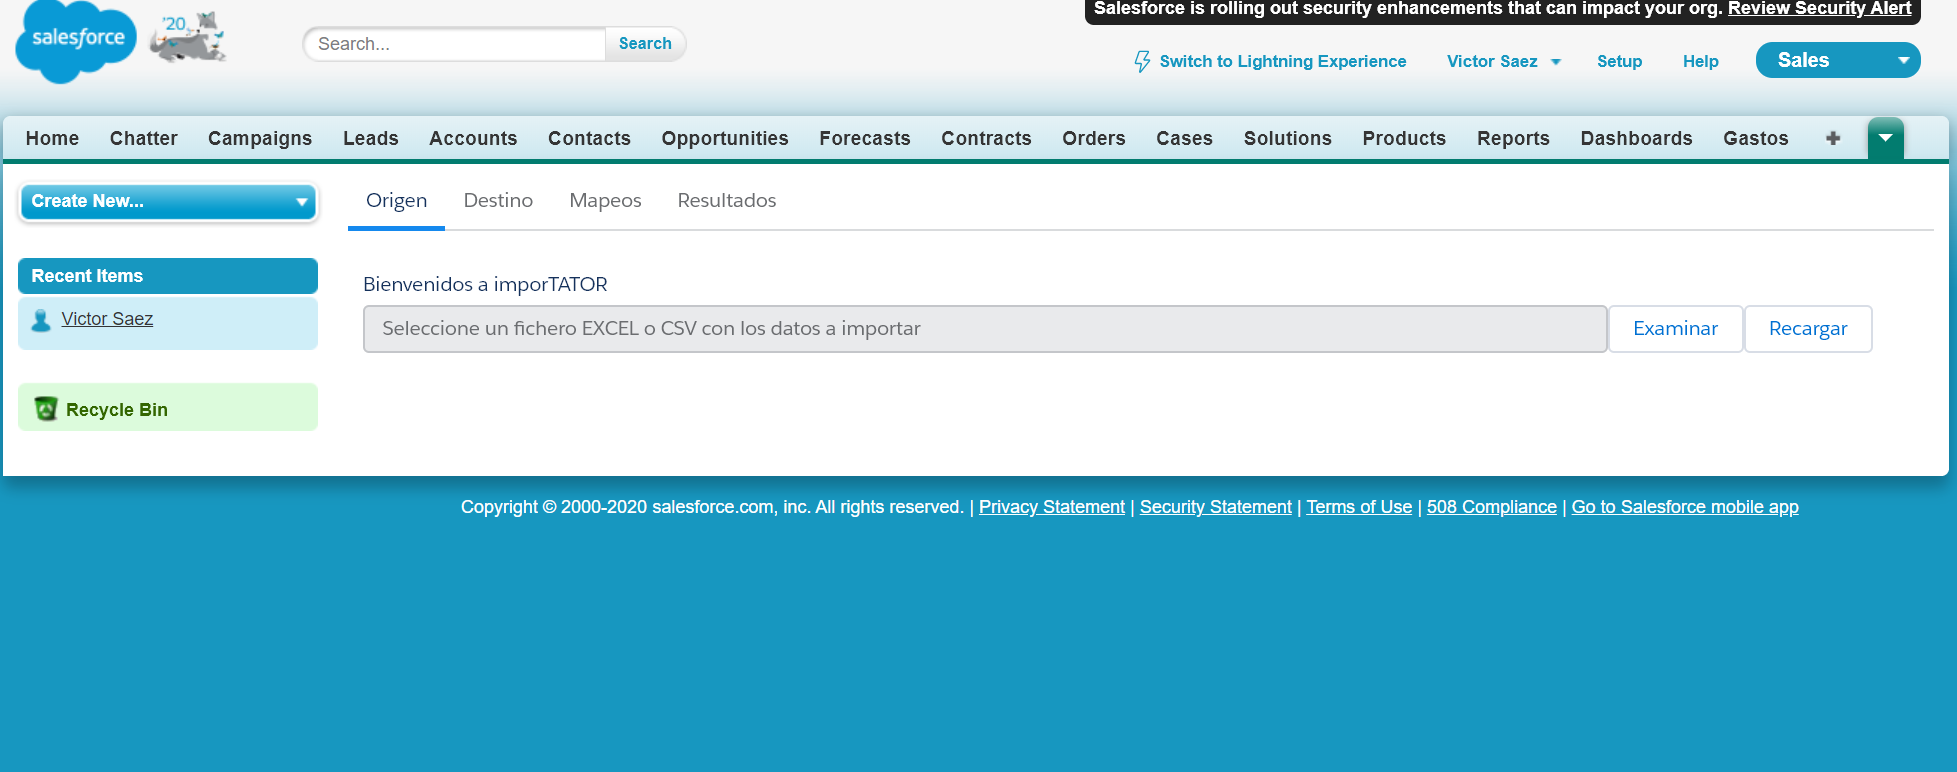 Salesforce is rolling out security enhancements that can impact your org. Review Security Alert
salesforce
'20
Search...
Search
Switch to Lightning Experience
Victor Saez
Setup
Help
Sales
Home Chatter Campaigns Leads Accounts Contacts Opportunities Forecasts Contracts Orders Cases Solutions Products Reports Dashboards Gastos +
Create New...
Origen Destino Mapeos Resultados
Recent Items
Victor Saez
Recycle Bin
Bienvenidos a imporTATOR
Seleccione un fichero EXCEL o CSV con los datos a importar
Examinar
Recargar
Copyright © 2000-2020 salesforce.com, inc. All rights reserved. | Privacy Statement | Security Statement | Terms of Use | 508 Compliance | Go to Salesforce mobile app